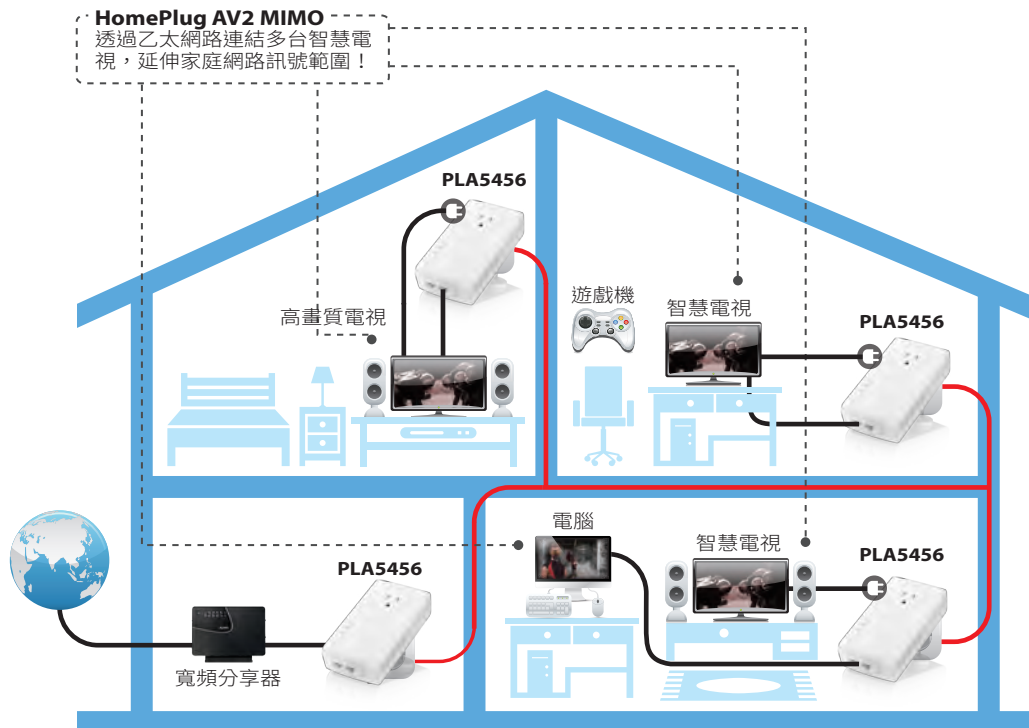 HomePlug AV2 MIMO
透過乙太網路連結多台智慧電
視，延伸家庭網路訊號範圍！
PLA5456
高畫質電視
遊戲機
智慧電視
PLA5456
寬頻分享器
PLA5456
電腦
智慧電視
PLA5456